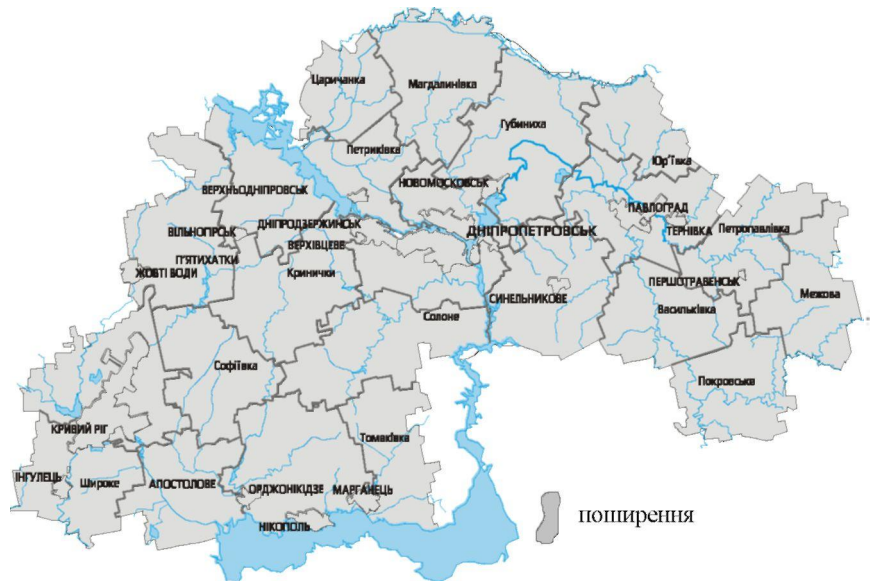 Царичанка
Магдалинівка
Губиниха
Петриківка
Юр'ївка
ВЕРХНЬОДНІПРОВСЬК
НОВОМОСКОВСЬК
ПАВЛОГРАД
ВІЛЬНОГІРСЬК
ДНІПРОДЗЕРЖИНСЬК
ДНІПРОПЕТРОВСЬК
ТЕРНІВКА
Петропавлівка
ВЕРХІВЦЕВЕ
П'ЯТИХАТКИ
ЖОВТІ ВОДИ
Кринички
СИНЕЛЬНИКОВЕ
ПЕРШОТРАВЕНСЬК
Межова
Солоне
Васильківка
Софіївка
Покровське
КРИВИЙ РІГ
Томаківка
ІНГУЛЕЦЬ
Широке
АПОСТОЛОВЕ
ОРДЖОНІКІДЗЕ
МАРГАНЕЦЬ
НІКОПОЛЬ
поширення